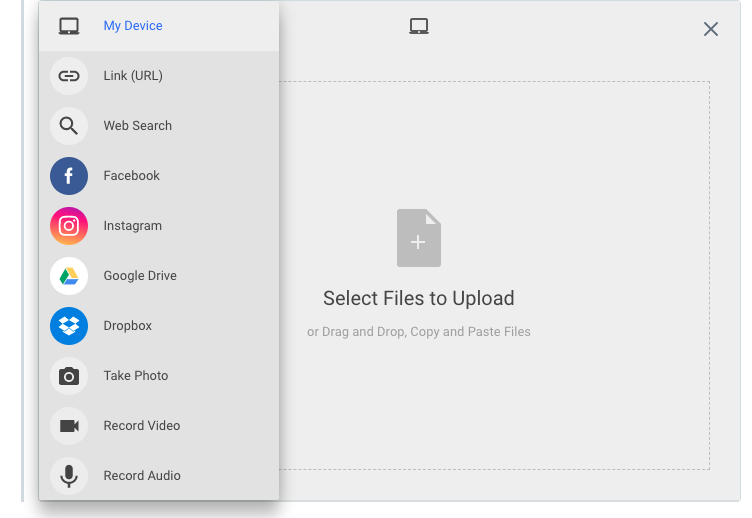 My Device
Link (URL)
Web Search
Facebook
Instagram
Google Drive
Dropbox
Take Photo
Record Video
Record Audio
Select Files to Upload
or Drag and Drop, Copy and Paste Files